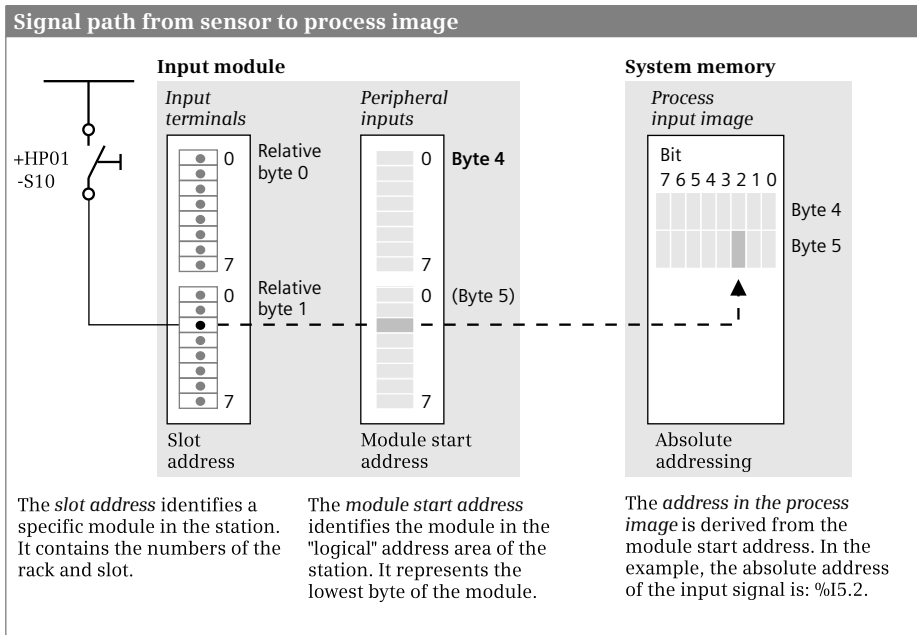 Signal path from sensor to process image
Input module
System memory
Input
terminals
Peripheral
inputs
Process
input image
+HP01
-S10
0
Relative
byte 0
7
0
Relative
byte 1
7
0
Byte 4
7
0
(Byte 5)
7
Bit
7 6 5 4 3 2 1 0
Byte 4
Byte 5
Slot
address
Module start
address
Absolute
addressing
The slot address identifies a
specific module in the station.
It contains the numbers of the
rack and slot.
The module start address
identifies the module in the
"logical" address area of the
station. It represents the
lowest byte of the module.
The address in the process
image is derived from the
module start address. In the
example, the absolute address
of the input signal is: %I5.2.